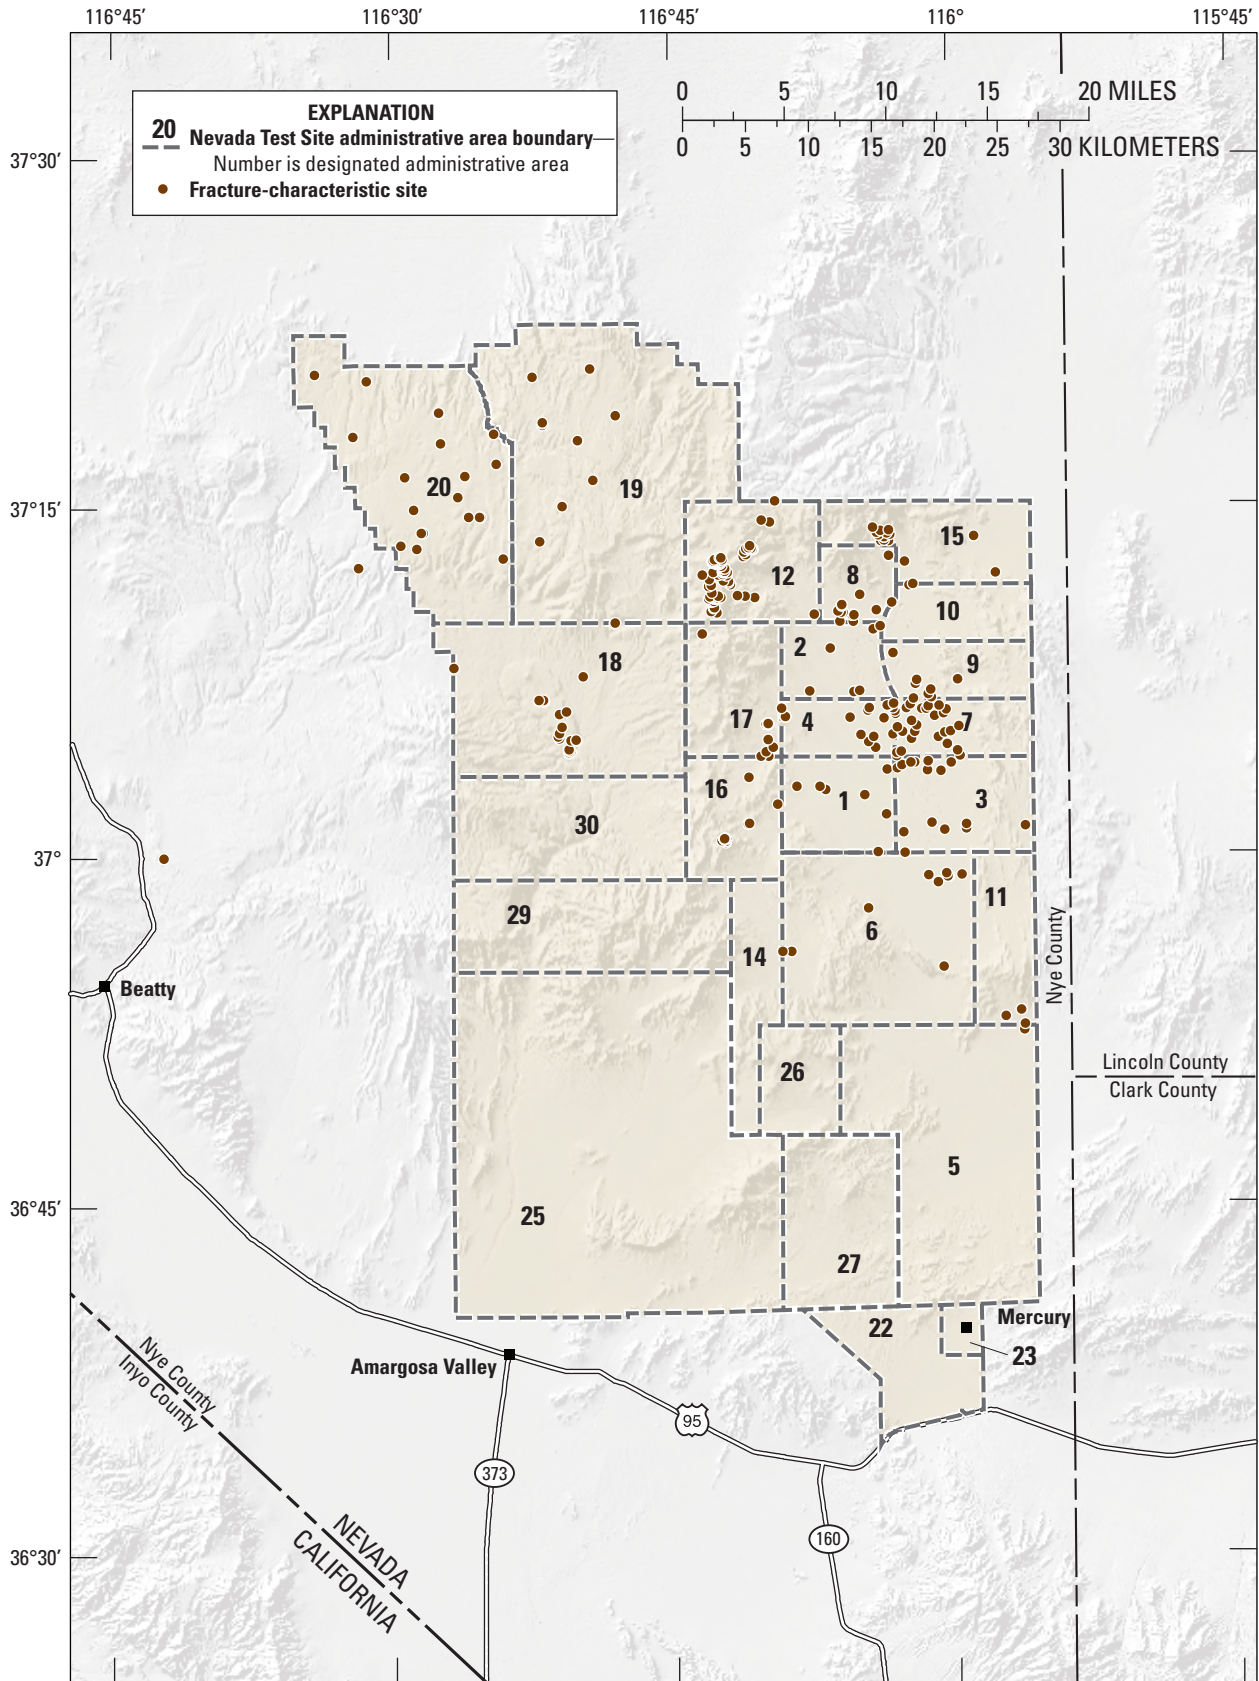 116°45′ 116°30′ 116°45′ 116° 115°45′
0 5 10 15 20 MILES
0 5 10 15 20 25 30 KILOMETERS
EXPLANATION
20 Nevada Test Site administrative area boundary—
Number is designated administrative area
Fracture-characteristic site
37°30′
37°15′
37°
36°45′
36°30′
20
19
15
12
8
10
2
9
18
17
4
7
16
1
3
30
11
29
6
14
Nye County
Beatty
Lincoln County
Clark County
26
5
25
27
22
Mercury
23
Amargosa Valley
Nye County
Inyo County
95
373
160
NEVADA
CALIFORNIA